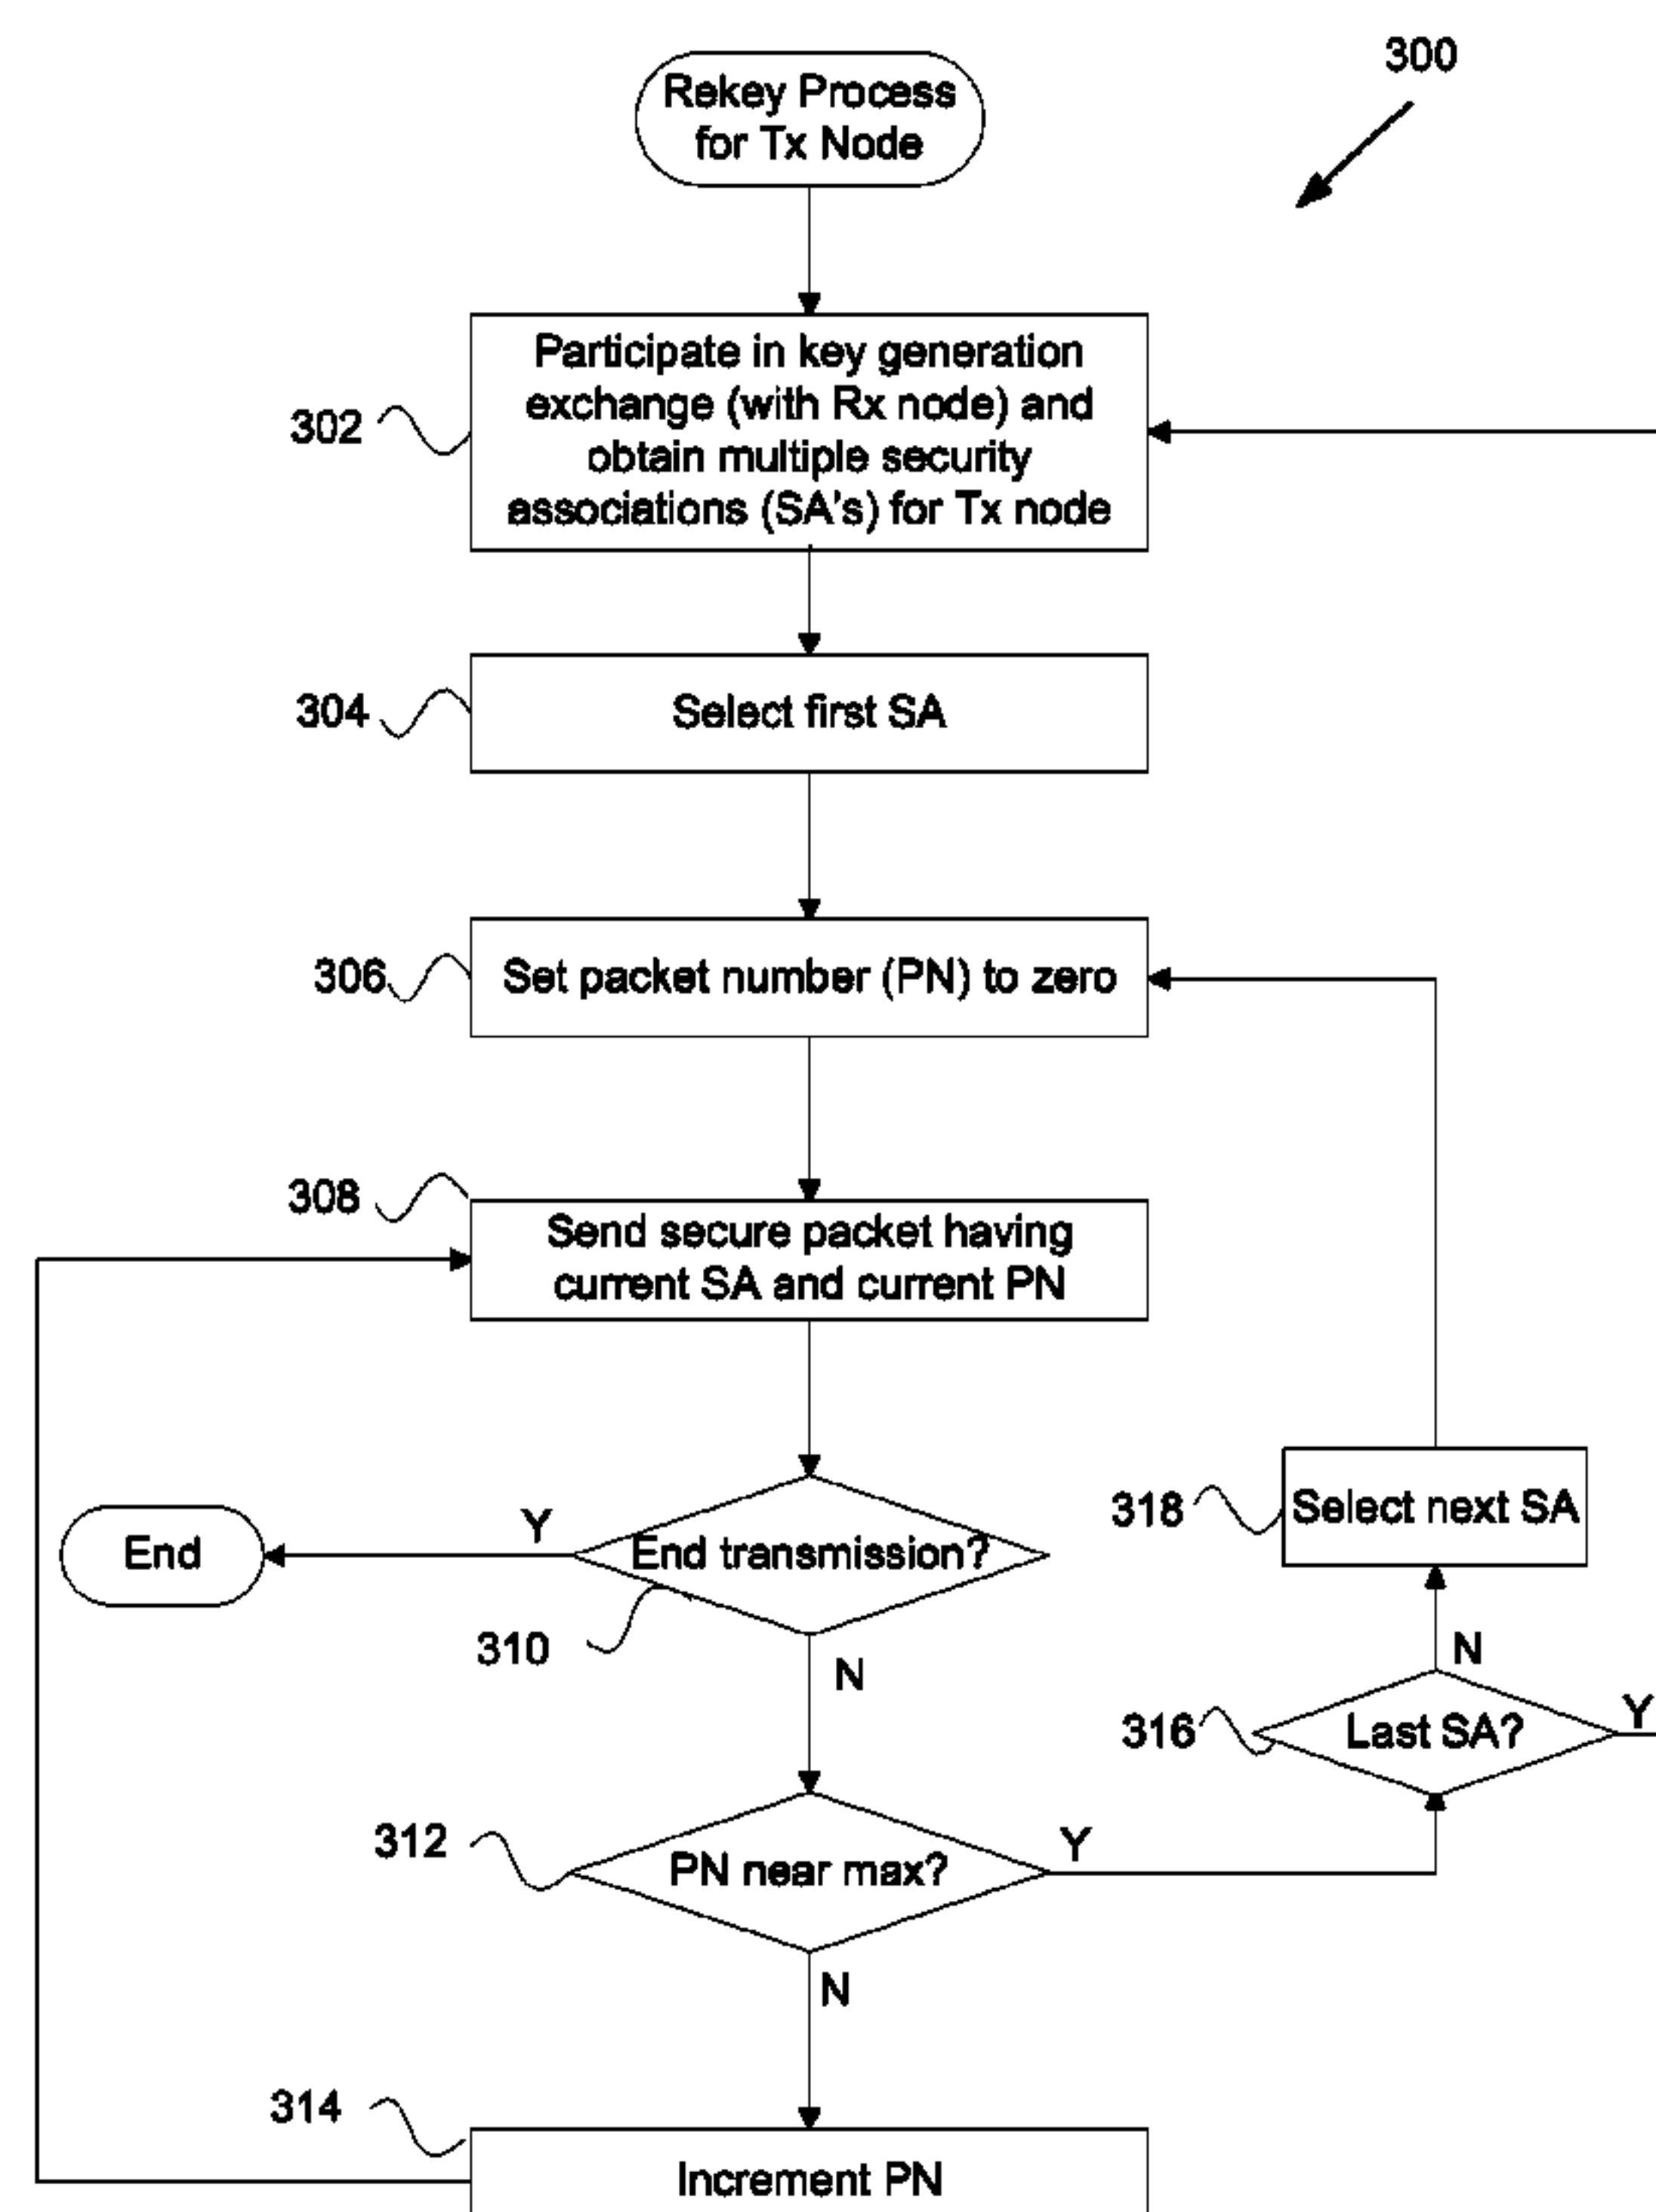 300
Rekey Process
for Tx Node
302
Participate in key generation
exchange (with Rx node) and
obtain multiple security
associations (SA's) for Tx node
304
Select first SA
306
Set packet number (PN) to zero
308
Send secure packet having
current SA and current PN
End
Y
End transmission?
310
N
318
Select next SA
N
316
Last SA?
Y
312
PN near max?
Y
N
314
Increment PN